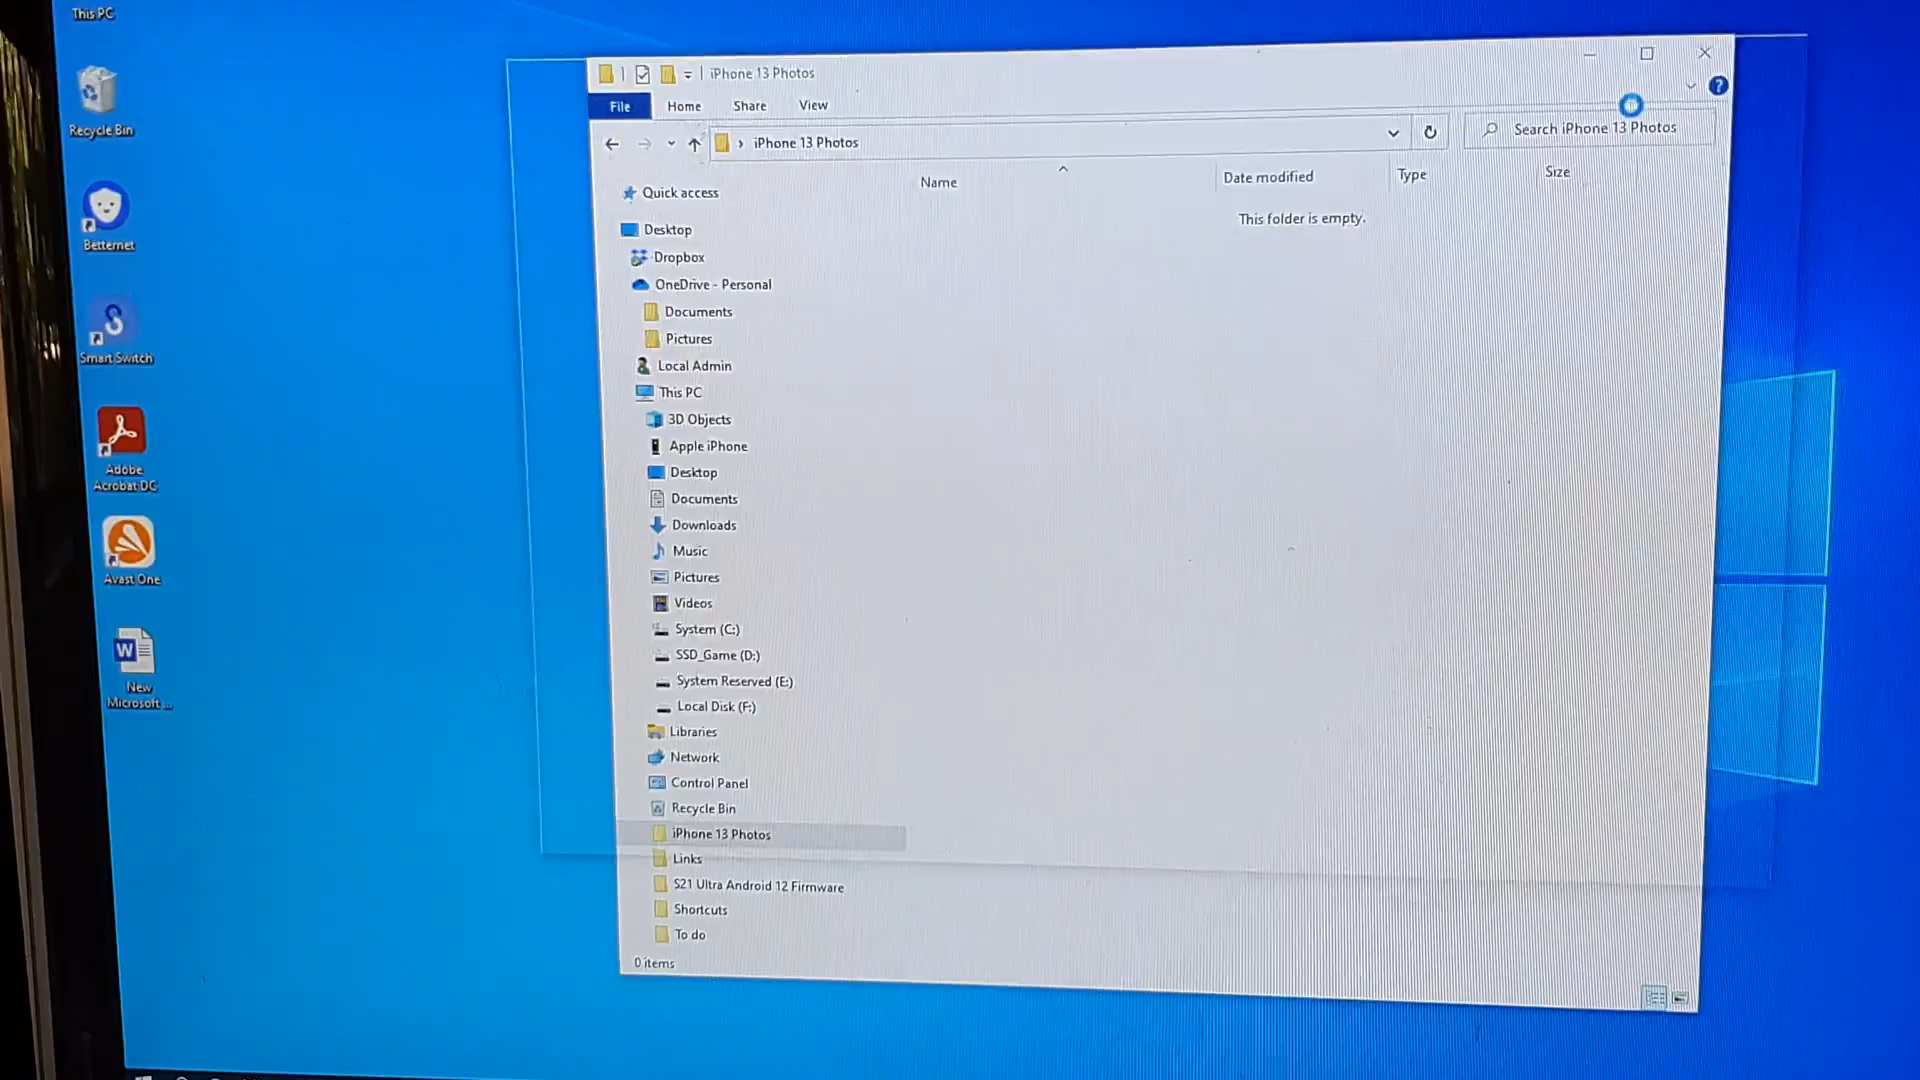 This PC
Recycle Bin
Betternet
Smart Switch
Adobe
Acrobat DC
Avast One
W
New
Microsoft ...
iPhone 13 Photos
File Home Share View
?
iPhone 13 Photos
Search iPhone 13 Photos
Name Date modified Type Size
This folder is empty.
Quick access
Desktop
Dropbox
OneDrive - Personal
Documents
Pictures
Local Admin
This PC
3D Objects
Apple iPhone
Desktop
Documents
Downloads
Music
Pictures
Videos
System (C:)
SSD_Game (D:)
System Reserved (E:)
Local Disk (F:)
Libraries
Network
Control Panel
Recycle Bin
iPhone 13 Photos
Links
S21 Ultra Android 12 Firmware
Shortcuts
To do
0 items